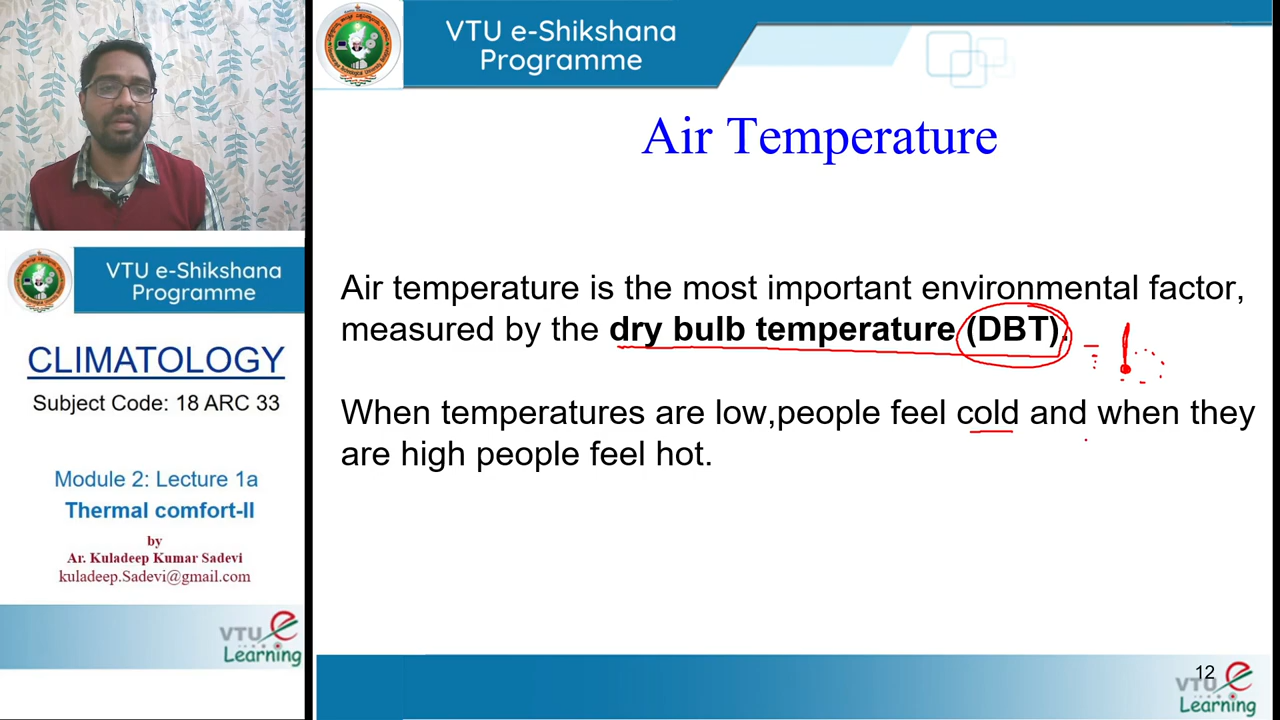 VTU e-Shikshana
Programme
VTU e-Shikshana
Programme
CLIMATOLOGY
Subject Code: 18 ARC 33
Module 2: Lecture 1a
Thermal comfort-II
by
Ar. Kuladeep Kumar Sadevi
kuladeep.Sadevi@gmail.com
VTU e
Learning
Air Temperature
Air temperature is the most important environmental factor,
measured by the dry bulb temperature (DBT).
When temperatures are low,people feel cold and when they
are high people feel hot.
12
VTU e
Learning